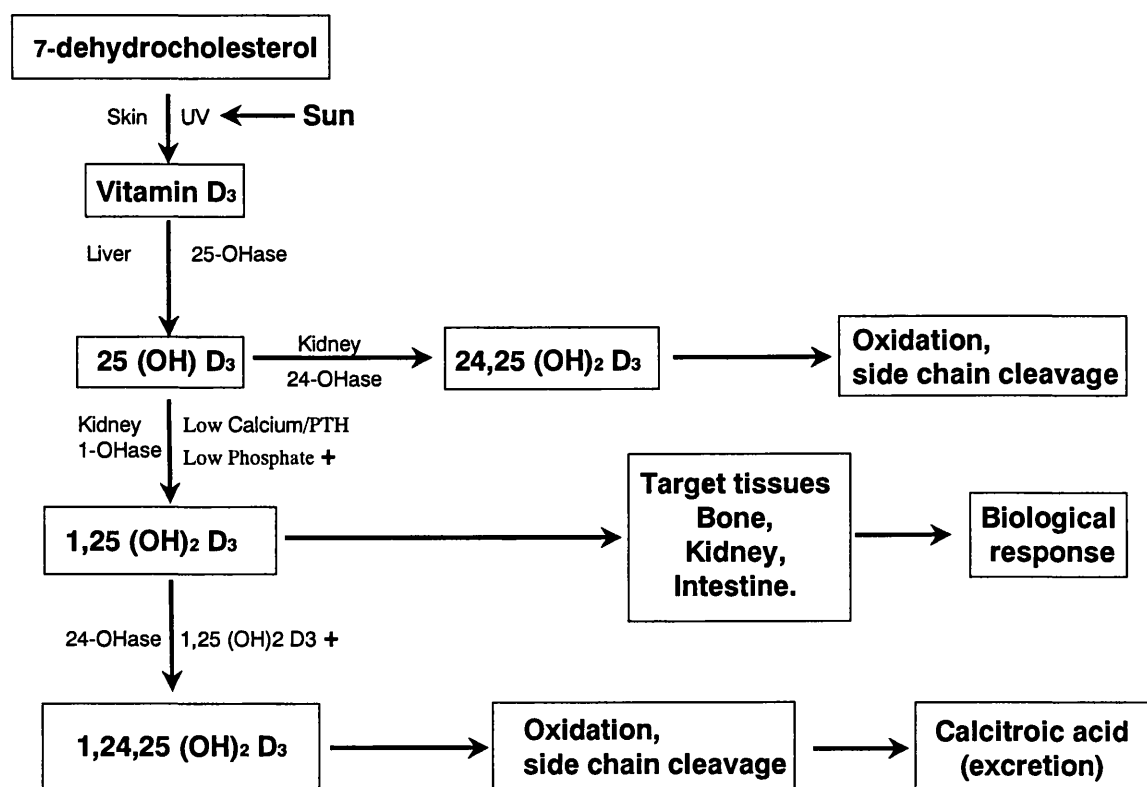 7-dehydrocholesterol
Skin UV Sun
Vitamin D₃
Liver 25-OHase
25 (OH) D₃
Kidney
24-OHase
24,25 (OH)₂ D₃
Oxidation,
side chain cleavage
Kidney
1-OHase
Low Calcium/PTH
Low Phosphate +
1,25 (OH)₂ D₃
Target tissues
Bone,
Kidney,
Intestine.
Biological
response
24-OHase 1,25 (OH)2 D3 +
1,24,25 (OH)₂ D₃
Oxidation,
side chain cleavage
Calcitroic acid
(excretion)